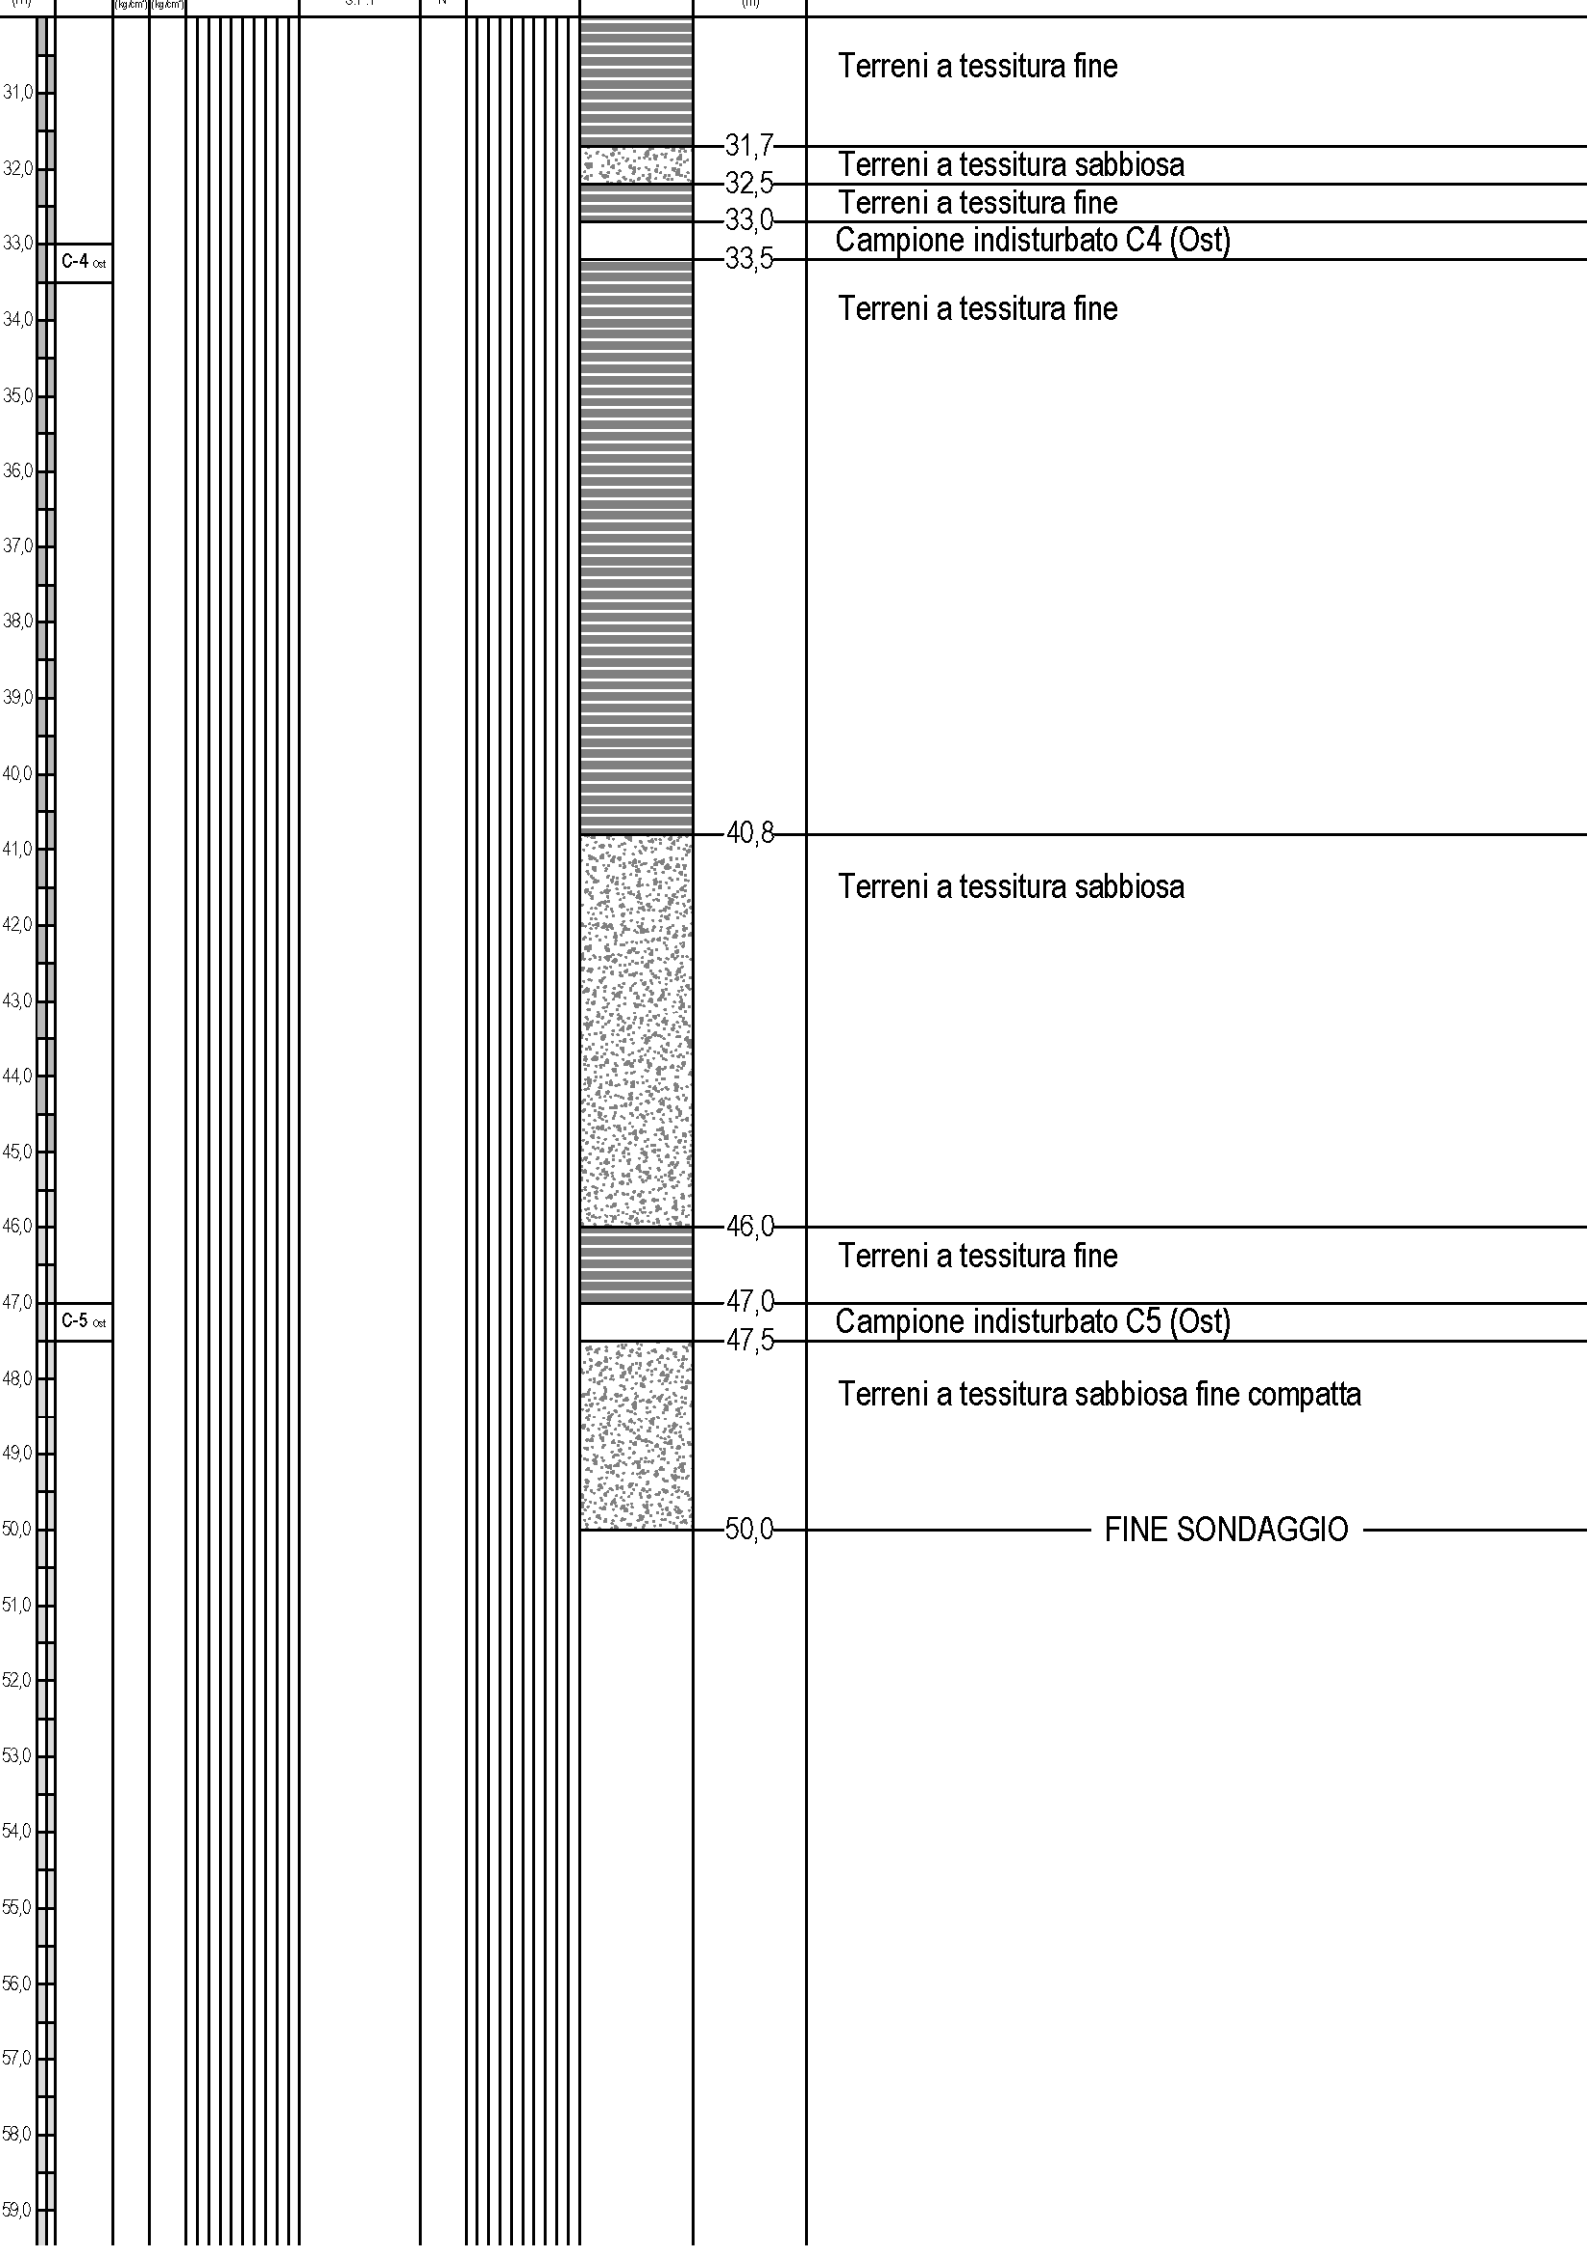 (m) (kg/cm²) (kg/cm²) S.P.T N (m)
Terreni a tessitura fine
31,0
31,7
Terreni a tessitura sabbiosa
32,0
32,5
Terreni a tessitura fine
33,0
Campione indisturbato C4 (Ost)
33,0
C-4 Ost
33,5
Terreni a tessitura fine
34,0
35,0
36,0
37,0
38,0
39,0
40,0
40,8
41,0
Terreni a tessitura sabbiosa
42,0
43,0
44,0
45,0
46,0
46,0
Terreni a tessitura fine
47,0
47,0
C-5 Ost
Campione indisturbato C5 (Ost)
47,5
48,0
Terreni a tessitura sabbiosa fine compatta
49,0
50,0
50,0
FINE SONDAGGIO
51,0
52,0
53,0
54,0
55,0
56,0
57,0
58,0
59,0